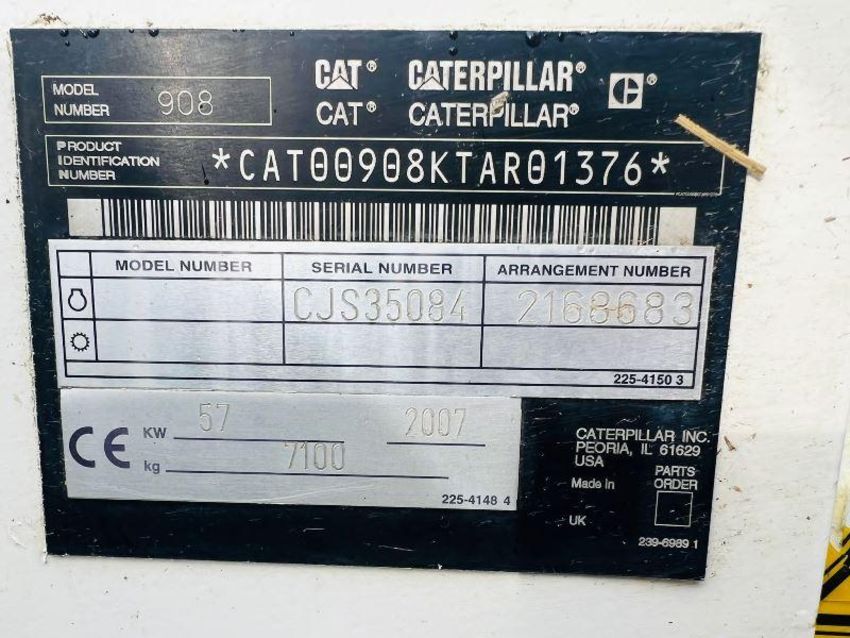 MODEL NUMBER 908
CAT® CATERPILLAR® C®
CAT® CATERPILLAR®
PRODUCT IDENTIFICATION NUMBER *CAT00908KTAR01376*
MODEL NUMBER SERIAL NUMBER ARRANGEMENT NUMBER
CJS35084 2168683
225-4150 3
CE KW 57 2007
kg 7100
225-4148 4
CATERPILLAR INC.
PEORIA, IL 61629
USA
PARTS
Made in ORDER
UK
239-6989 1